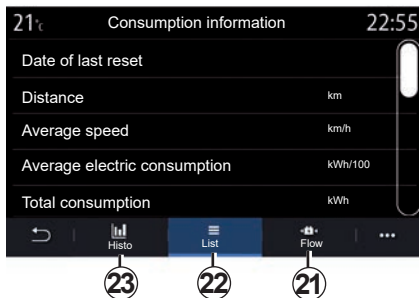 21°c Consumption information 22:55
Date of last reset
Distance km
Average speed km/h
Average electric consumption kWh/100
Total consumption kWh
Histo List Flow
23 22 21